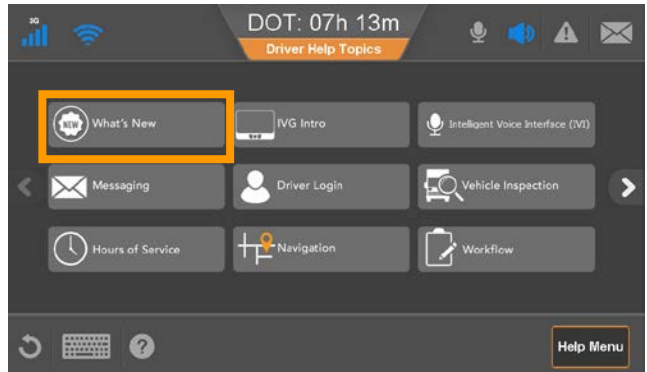 3G
DOT: 07h 13m
Driver Help Topics
NEW What's New
IVG Intro
Intelligent Voice Interface (IVI)
Messaging
Driver Login
Vehicle Inspection
Hours of Service
Navigation
Workflow
?
Help Menu